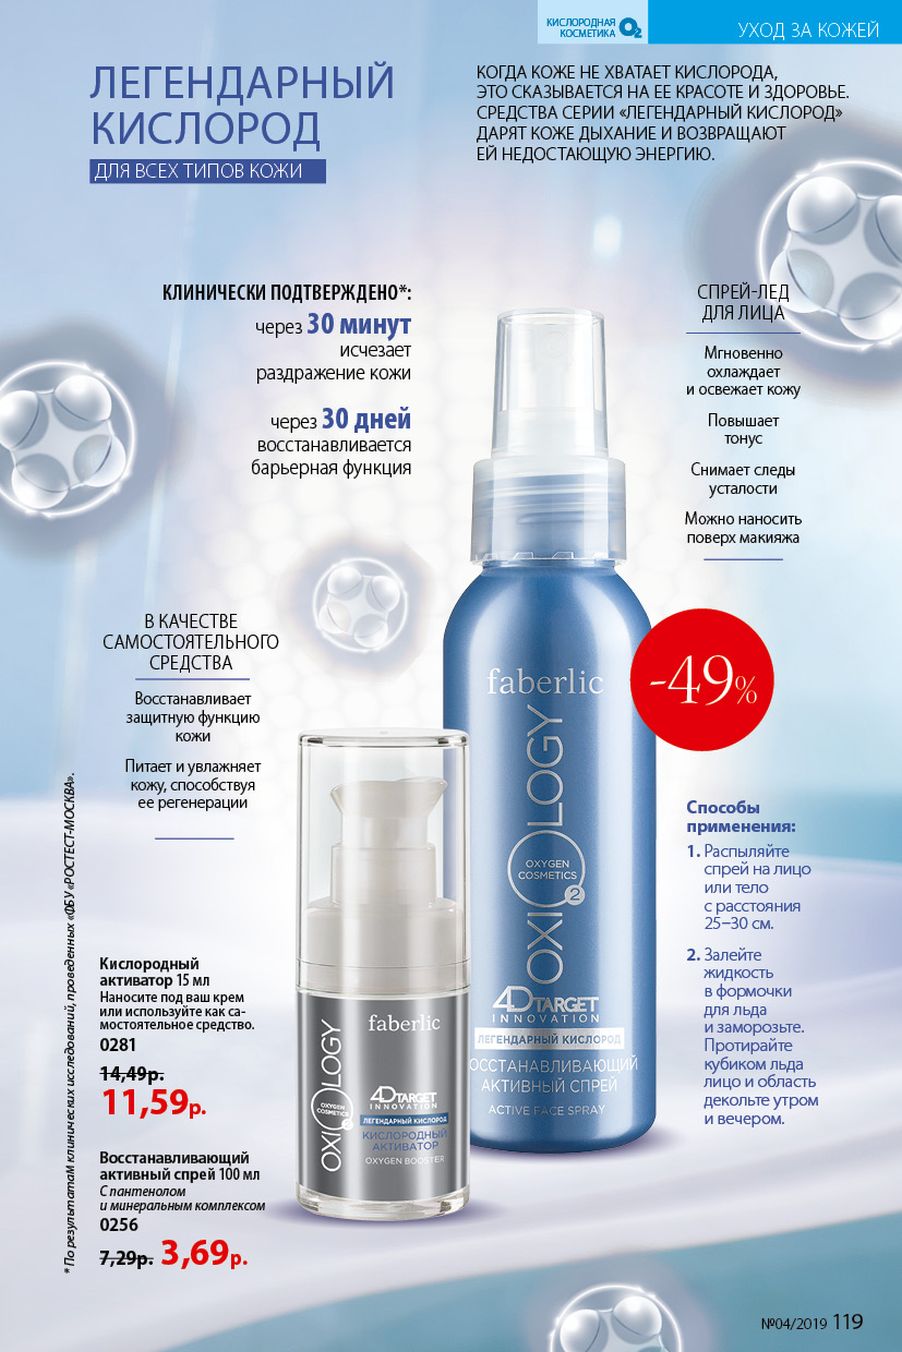 КИСЛОРОДНАЯ
КОСМЕТИКА O2
УХОД ЗА КОЖЕЙ
ЛЕГЕНДАРНЫЙ
КИСЛОРОД
ДЛЯ ВСЕХ ТИПОВ КОЖИ
КОГДА КОЖЕ НЕ ХВАТАЕТ КИСЛОРОДА,
ЭТО СКАЗЫВАЕТСЯ НА ЕЕ КРАСОТЕ И ЗДОРОВЬЕ.
СРЕДСТВА СЕРИИ «ЛЕГЕНДАРНЫЙ КИСЛОРОД»
ДАРЯТ КОЖЕ ДЫХАНИЕ И ВОЗВРАЩАЮТ
ЕЙ НЕДОСТАЮЩУЮ ЭНЕРГИЮ.
КЛИНИЧЕСКИ ПОДТВЕРЖДЕНО*:
через 30 минут
исчезает
раздражение кожи
через 30 дней
восстанавливается
барьерная функция
СПРЕЙ-ЛЕД
ДЛЯ ЛИЦА
Мгновенно
охлаждает
и освежает кожу
Повышает
тонус
Снимает следы
усталости
Можно наносить
поверх макияжа
В КАЧЕСТВЕ
САМОСТОЯТЕЛЬНОГО
СРЕДСТВА
Восстанавливает
защитную функцию
кожи
Питает и увлажняет
кожу, способствуя
ее регенерации
-49%
faberlic
OXIOLOGY
OXYGEN
COSMETICS
2
4D TARGET
INNOVATION
ЛЕГЕНДАРНЫЙ КИСЛОРОД
ВОССТАНАВЛИВАЮЩИЙ
АКТИВНЫЙ СПРЕЙ
ACTIVE FACE SPRAY
faberlic
OXIOLOGY
OXYGEN
COSMETICS
2
4D TARGET
INNOVATION
ЛЕГЕНДАРНЫЙ КИСЛОРОД
КИСЛОРОДНЫЙ
АКТИВАТОР
OXYGEN BOOSTER
Способы
применения:
1. Распыляйте
спрей на лицо
или тело
с расстояния
25–30 см.
2. Залейте
жидкость
в формочки
для льда
и заморозьте.
Протирайте
кубиком льда
лицо и область
декольте утром
и вечером.
Кислородный
активатор 15 мл
Наносите под ваш крем
или используйте как са-
мостоятельное средство.
0281
14,49р.
11,59р.
Восстанавливающий
активный спрей 100 мл
С пантенолом
и минеральным комплексом
0256
7,29р. 3,69р.
* По результатам клинических исследований, проведенных «ФБУ «РОСТЕСТ-МОСКВА».
№04/2019 119